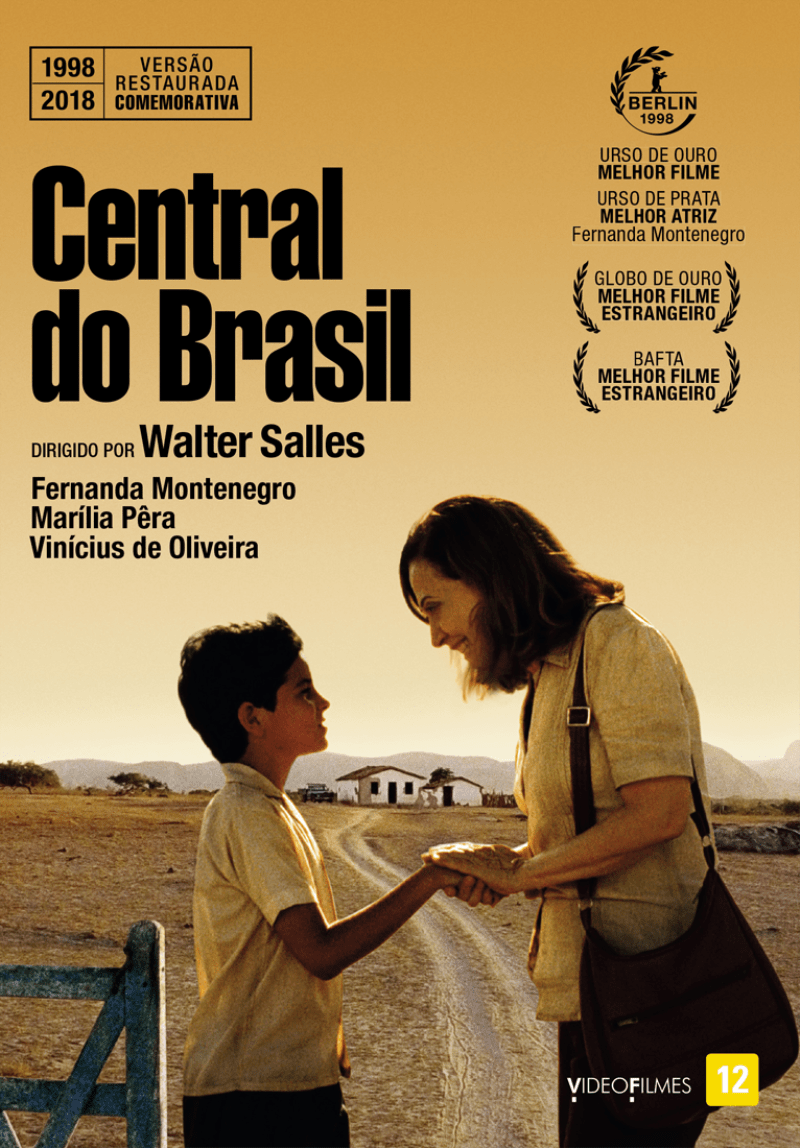 1998
2018
VERSÃO
RESTAURADA
COMEMORATIVA
BERLIN
1998
URSO DE OURO
MELHOR FILME
URSO DE PRATA
MELHOR ATRIZ
Fernanda Montenegro
GLOBO DE OURO
MELHOR FILME
ESTRANGEIRO
BAFTA
MELHOR FILME
ESTRANGEIRO
Central
do Brasil
DIRIGIDO POR Walter Salles
Fernanda Montenegro
Marília Pêra
Vinícius de Oliveira
VIDEOFILMES
12